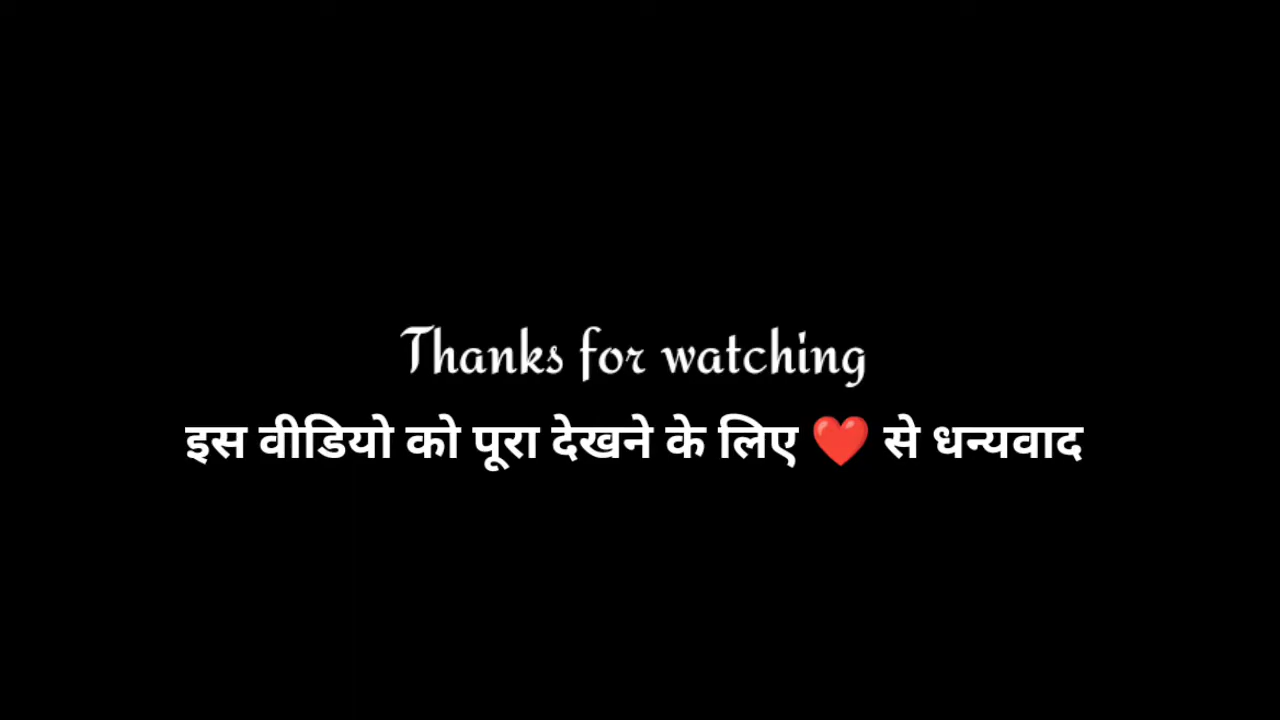 Thanks for watching
इस वीडियो को पूरा देखने के लिए ❤️ से धन्यवाद